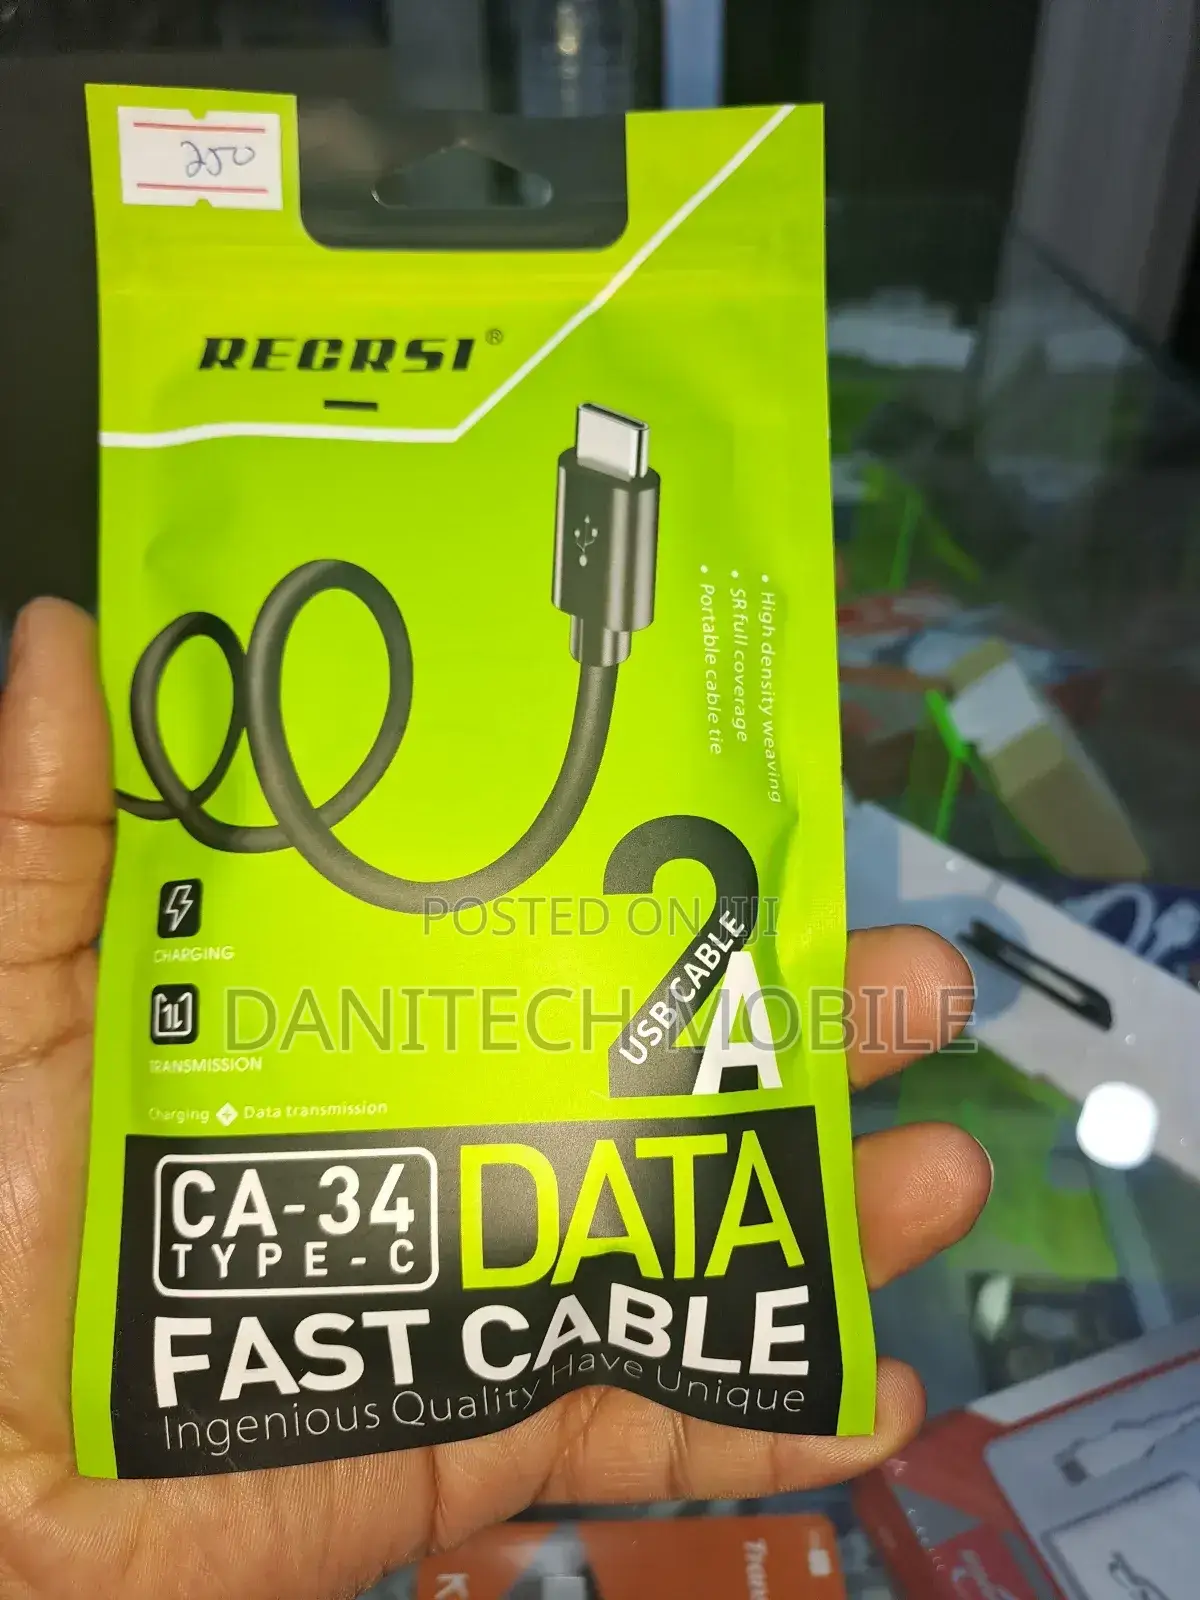 250
RECRSI®
• High density weaving
• SR full coverage
• Portable cable tie
2A
USB CABLE
CHARGING
POSTED ON JIJI
DANITECH MOBILE
TRANSMISSION
Charging + Data transmission
CA-34
TYPE-C
DATA
FAST CABLE
Ingenious Quality Have Unique